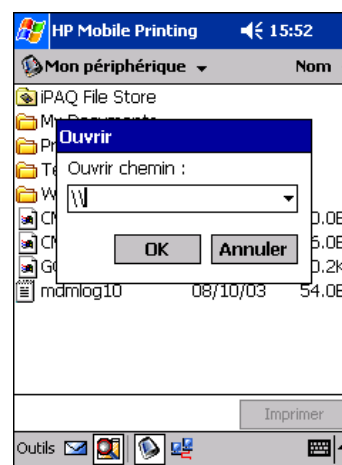 HP Mobile Printing 15:52
Mon périphérique Nom
iPAQ File Store
Ouvrir
Ouvrir chemin :
\\
OK Annuler
mdmlog10 08/10/03 54.0
Imprimer
Outils